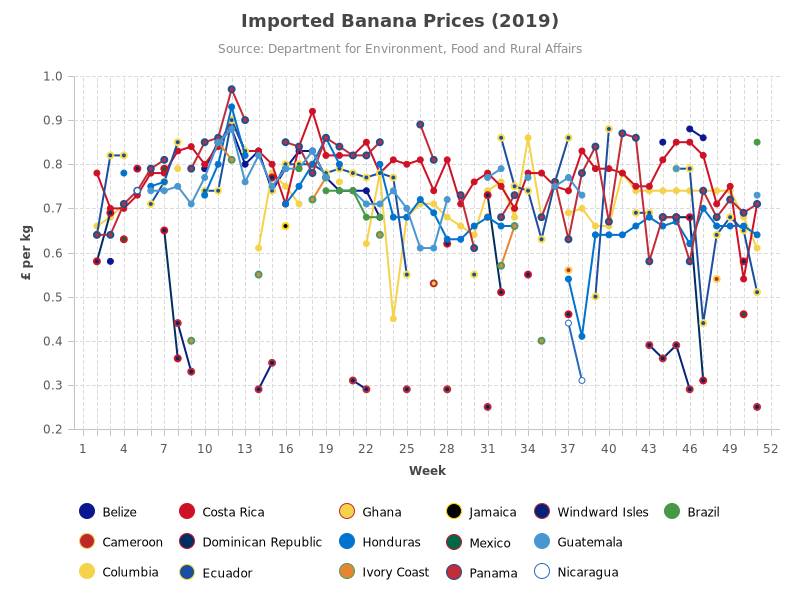 Imported Banana Prices (2019)
Source: Department for Environment, Food and Rural Affairs
1.0
0.9
0.8
0.7
0.6
0.5
0.4
0.3
0.2
£ per kg
1 4 7 10 13 16 19 22 25 28 31 34 37 40 43 46 49 52
Week
Belize Costa Rica Ghana Jamaica Windward Isles Brazil
Cameroon Dominican Republic Honduras Mexico Guatemala
Columbia Ecuador Ivory Coast Panama Nicaragua